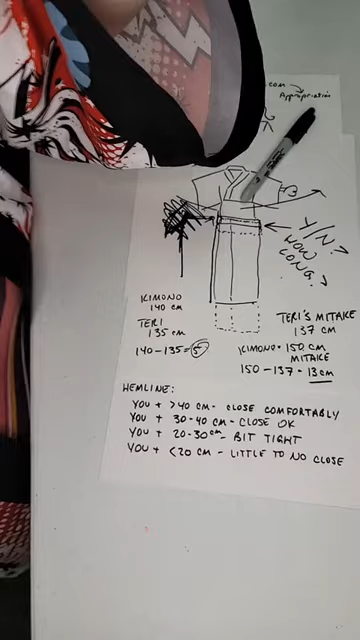 .com
Appropriation
Y/N?
HOW
LONG?
KIMONO
140 cm
TERI
135 cm
140-135=5
TERI'S MITAKE
137 cm
KIMONO = 150 cm
MITAKE
150-137=13cm
HEMLINE:
YOU + >40 cm - CLOSE COMFORTABLY
YOU + 30-40 cm - CLOSE OK
YOU + 20-30cm - BIT TIGHT
YOU + <20 cm - LITTLE TO NO CLOSE